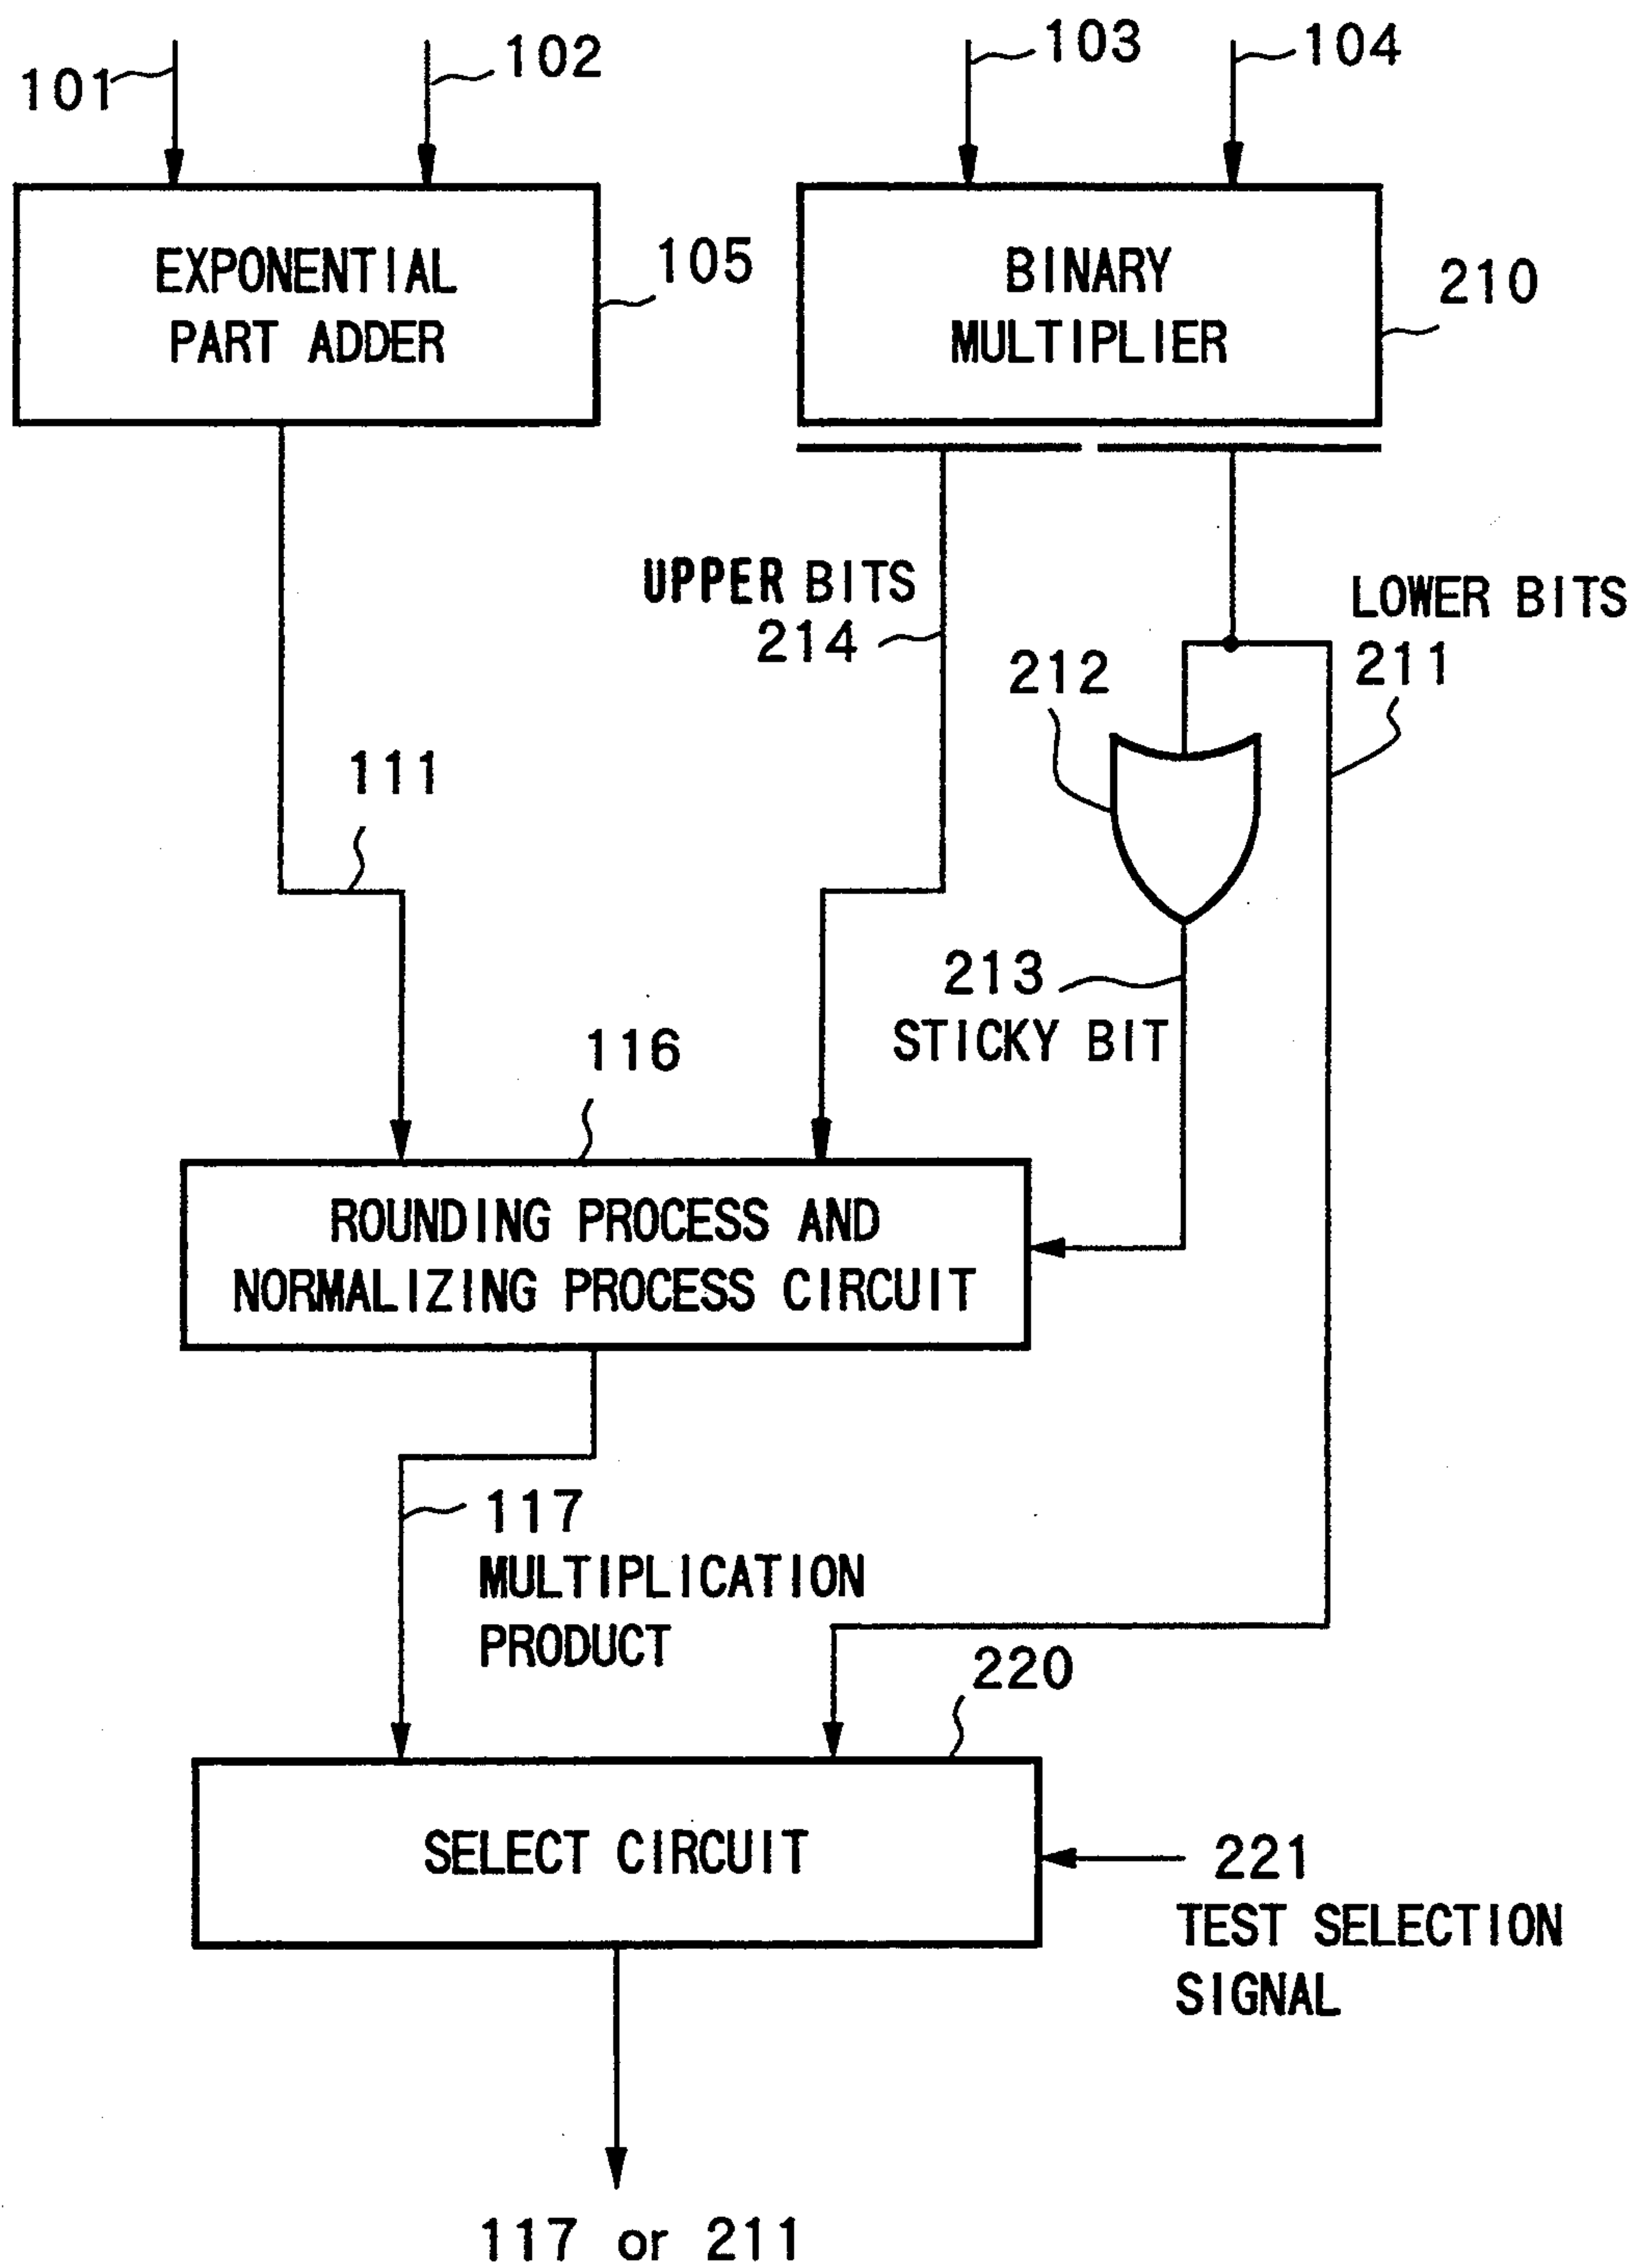 101
102
103
104
EXPONENTIAL
PART ADDER
105
BINARY
MULTIPLIER
210
UPPER BITS
214
LOWER BITS
211
212
111
213
STICKY BIT
116
ROUNDING PROCESS AND
NORMALIZING PROCESS CIRCUIT
117
MULTIPLICATION
PRODUCT
220
SELECT CIRCUIT
221
TEST SELECTION
SIGNAL
117 or 211